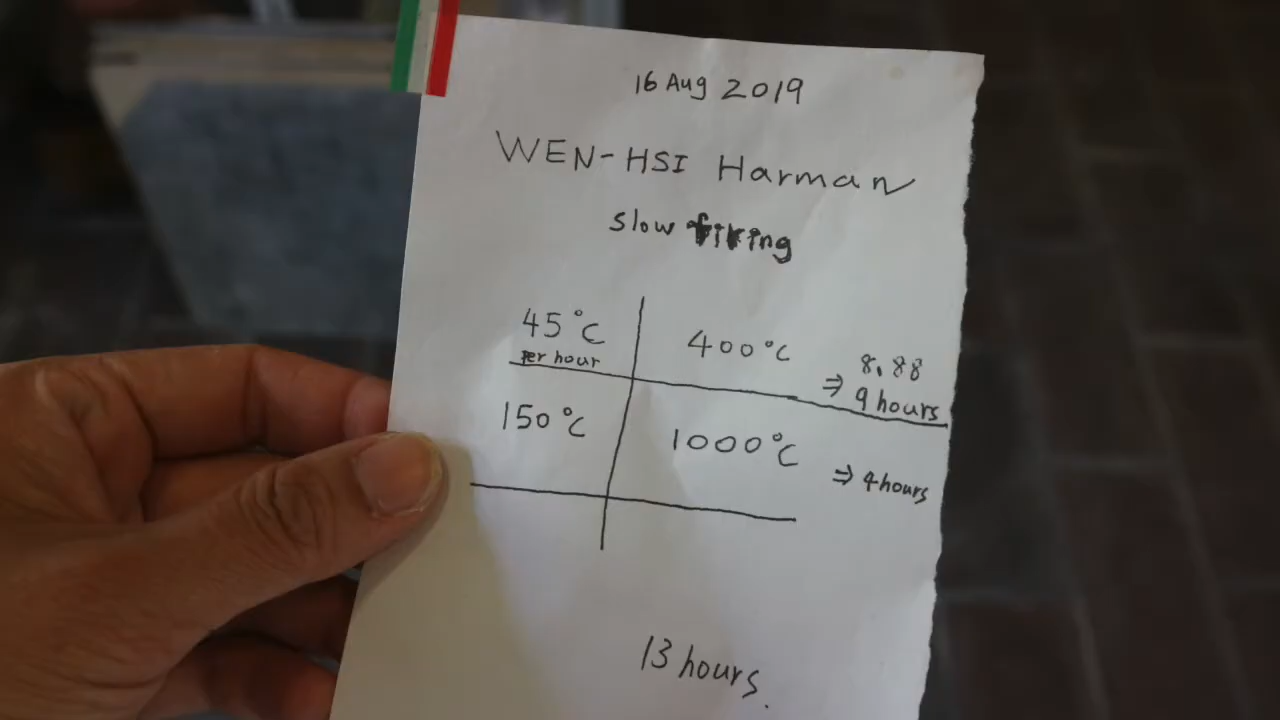 16 Aug 2019
WEN-HSI Harman
slow firing
45°C per hour 400°C ⇒ 8.88 9 hours
150°C 1000°C ⇒ 4 hours
13 hours.